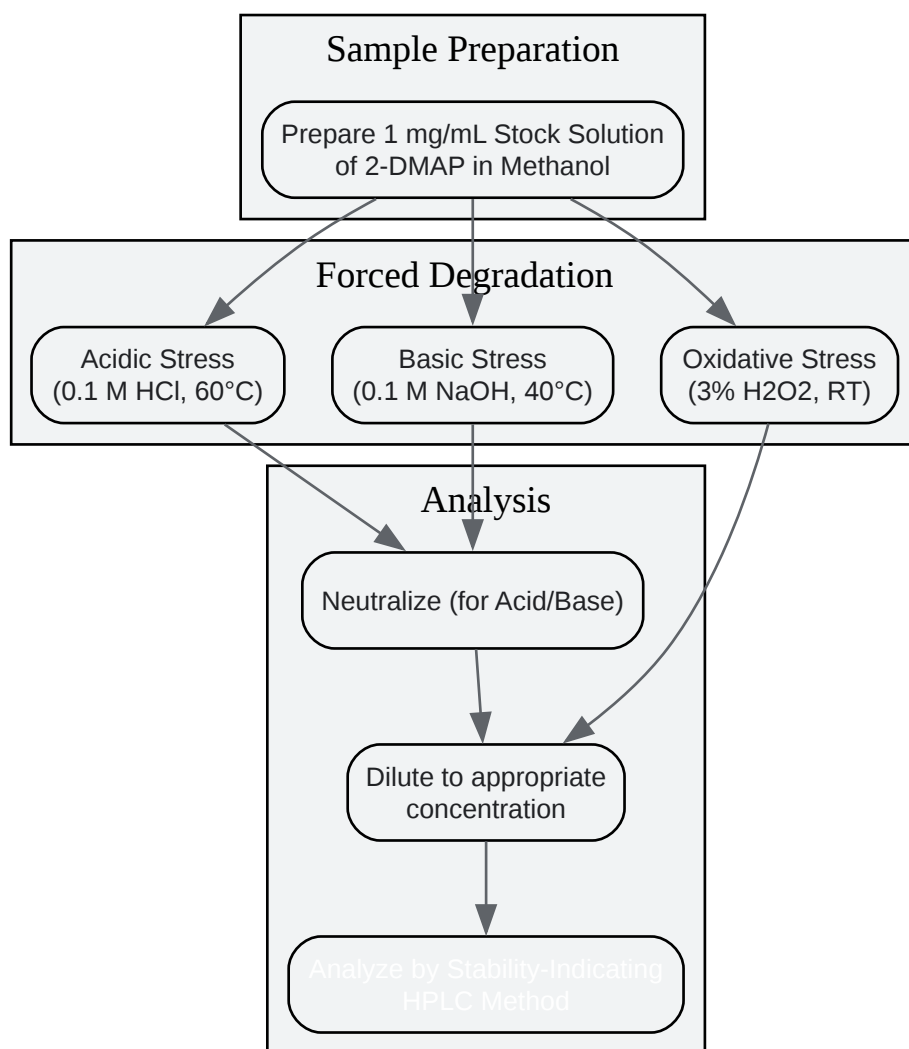 Sample Preparation
Prepare 1 mg/mL Stock Solution
of 2-DMAP in Methanol
Forced Degradation
Acidic Stress
(0.1 M HCl, 60°C)
Basic Stress
(0.1 M NaOH, 40°C)
Oxidative Stress
(3% H2O2, RT)
Analysis
Neutralize (for Acid/Base)
Dilute to appropriate
concentration
Analyze by Stability-Indicating
HPLC Method